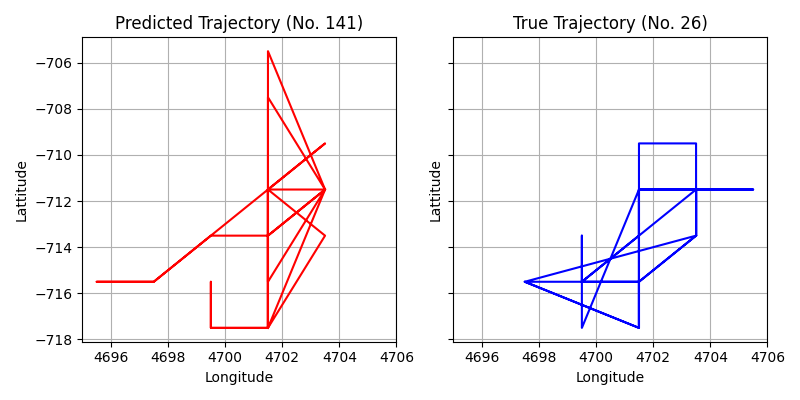 Predicted Trajectory (No. 141)
True Trajectory (No. 26)
−706
−708
−710
−712
−714
−716
−718
Lattitude
Lattitude
4696 4698 4700 4702 4704 4706
4696 4698 4700 4702 4704 4706
Longitude
Longitude